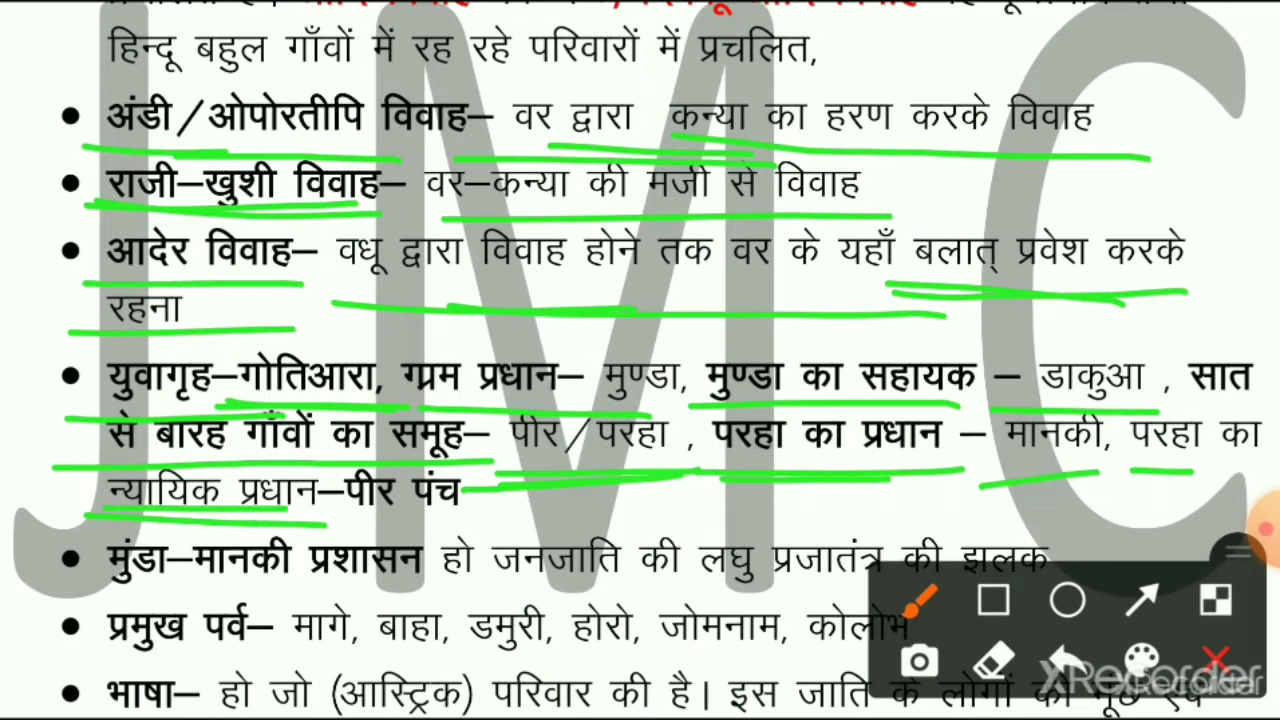 हिन्दू बहुल गाँवों में रह रहे परिवारों में प्रचलित,
• अंडी/ओपोरतीपि विवाह– वर द्वारा कन्या का हरण करके विवाह
• राजी–खुशी विवाह– वर–कन्या की मर्जी से विवाह
• आदेर विवाह– वधू द्वारा विवाह होने तक वर के यहाँ बलात् प्रवेश करके
रहना
• युवागृह–गोतिआरा, ग्राम प्रधान– मुण्डा, मुण्डा का सहायक – डाकुआ , सात
से बारह गाँवों का समूह– पीर/परहा , परहा का प्रधान – मानकी, परहा का
न्यायिक प्रधान–पीर पंच
• मुंडा–मानकी प्रशासन हो जनजाति की लघु प्रजातंत्र की झलक
• प्रमुख पर्व– मागे, बाहा, डमुरी, होरो, जोमनाम, कोलोभ
• भाषा– हो जो (आस्ट्रिक) परिवार की है। इस जाति के लोगों
JMC
XRecorder
XRecorder